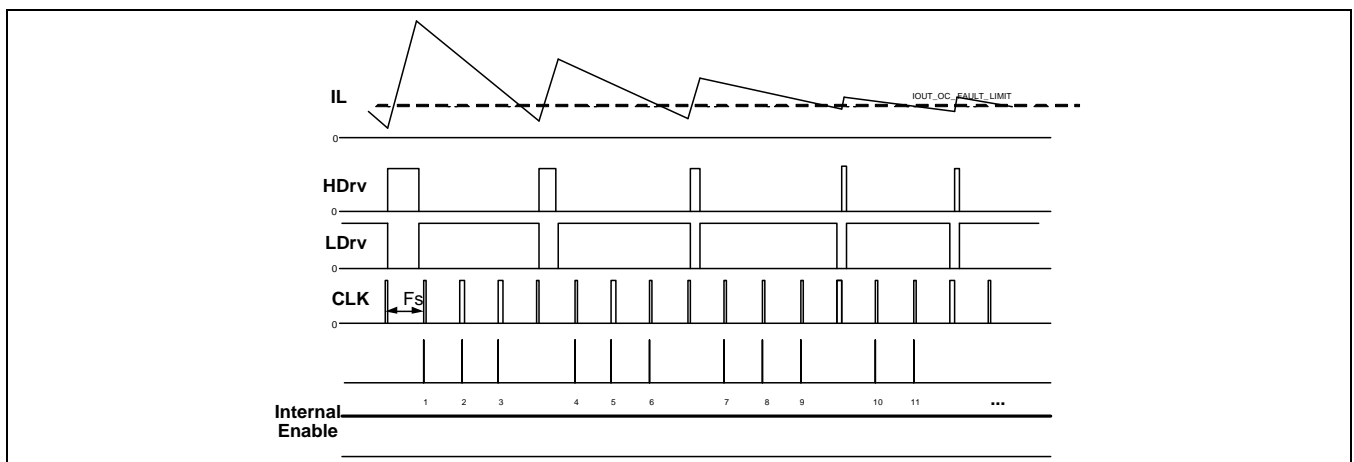 IL
IOUT_OC_FAULT_LIMIT
0
HDrv
0
LDrv
0
CLK
Fs
0
1 2 3 4 5 6 7 8 9 10 11 ...
Internal
Enable